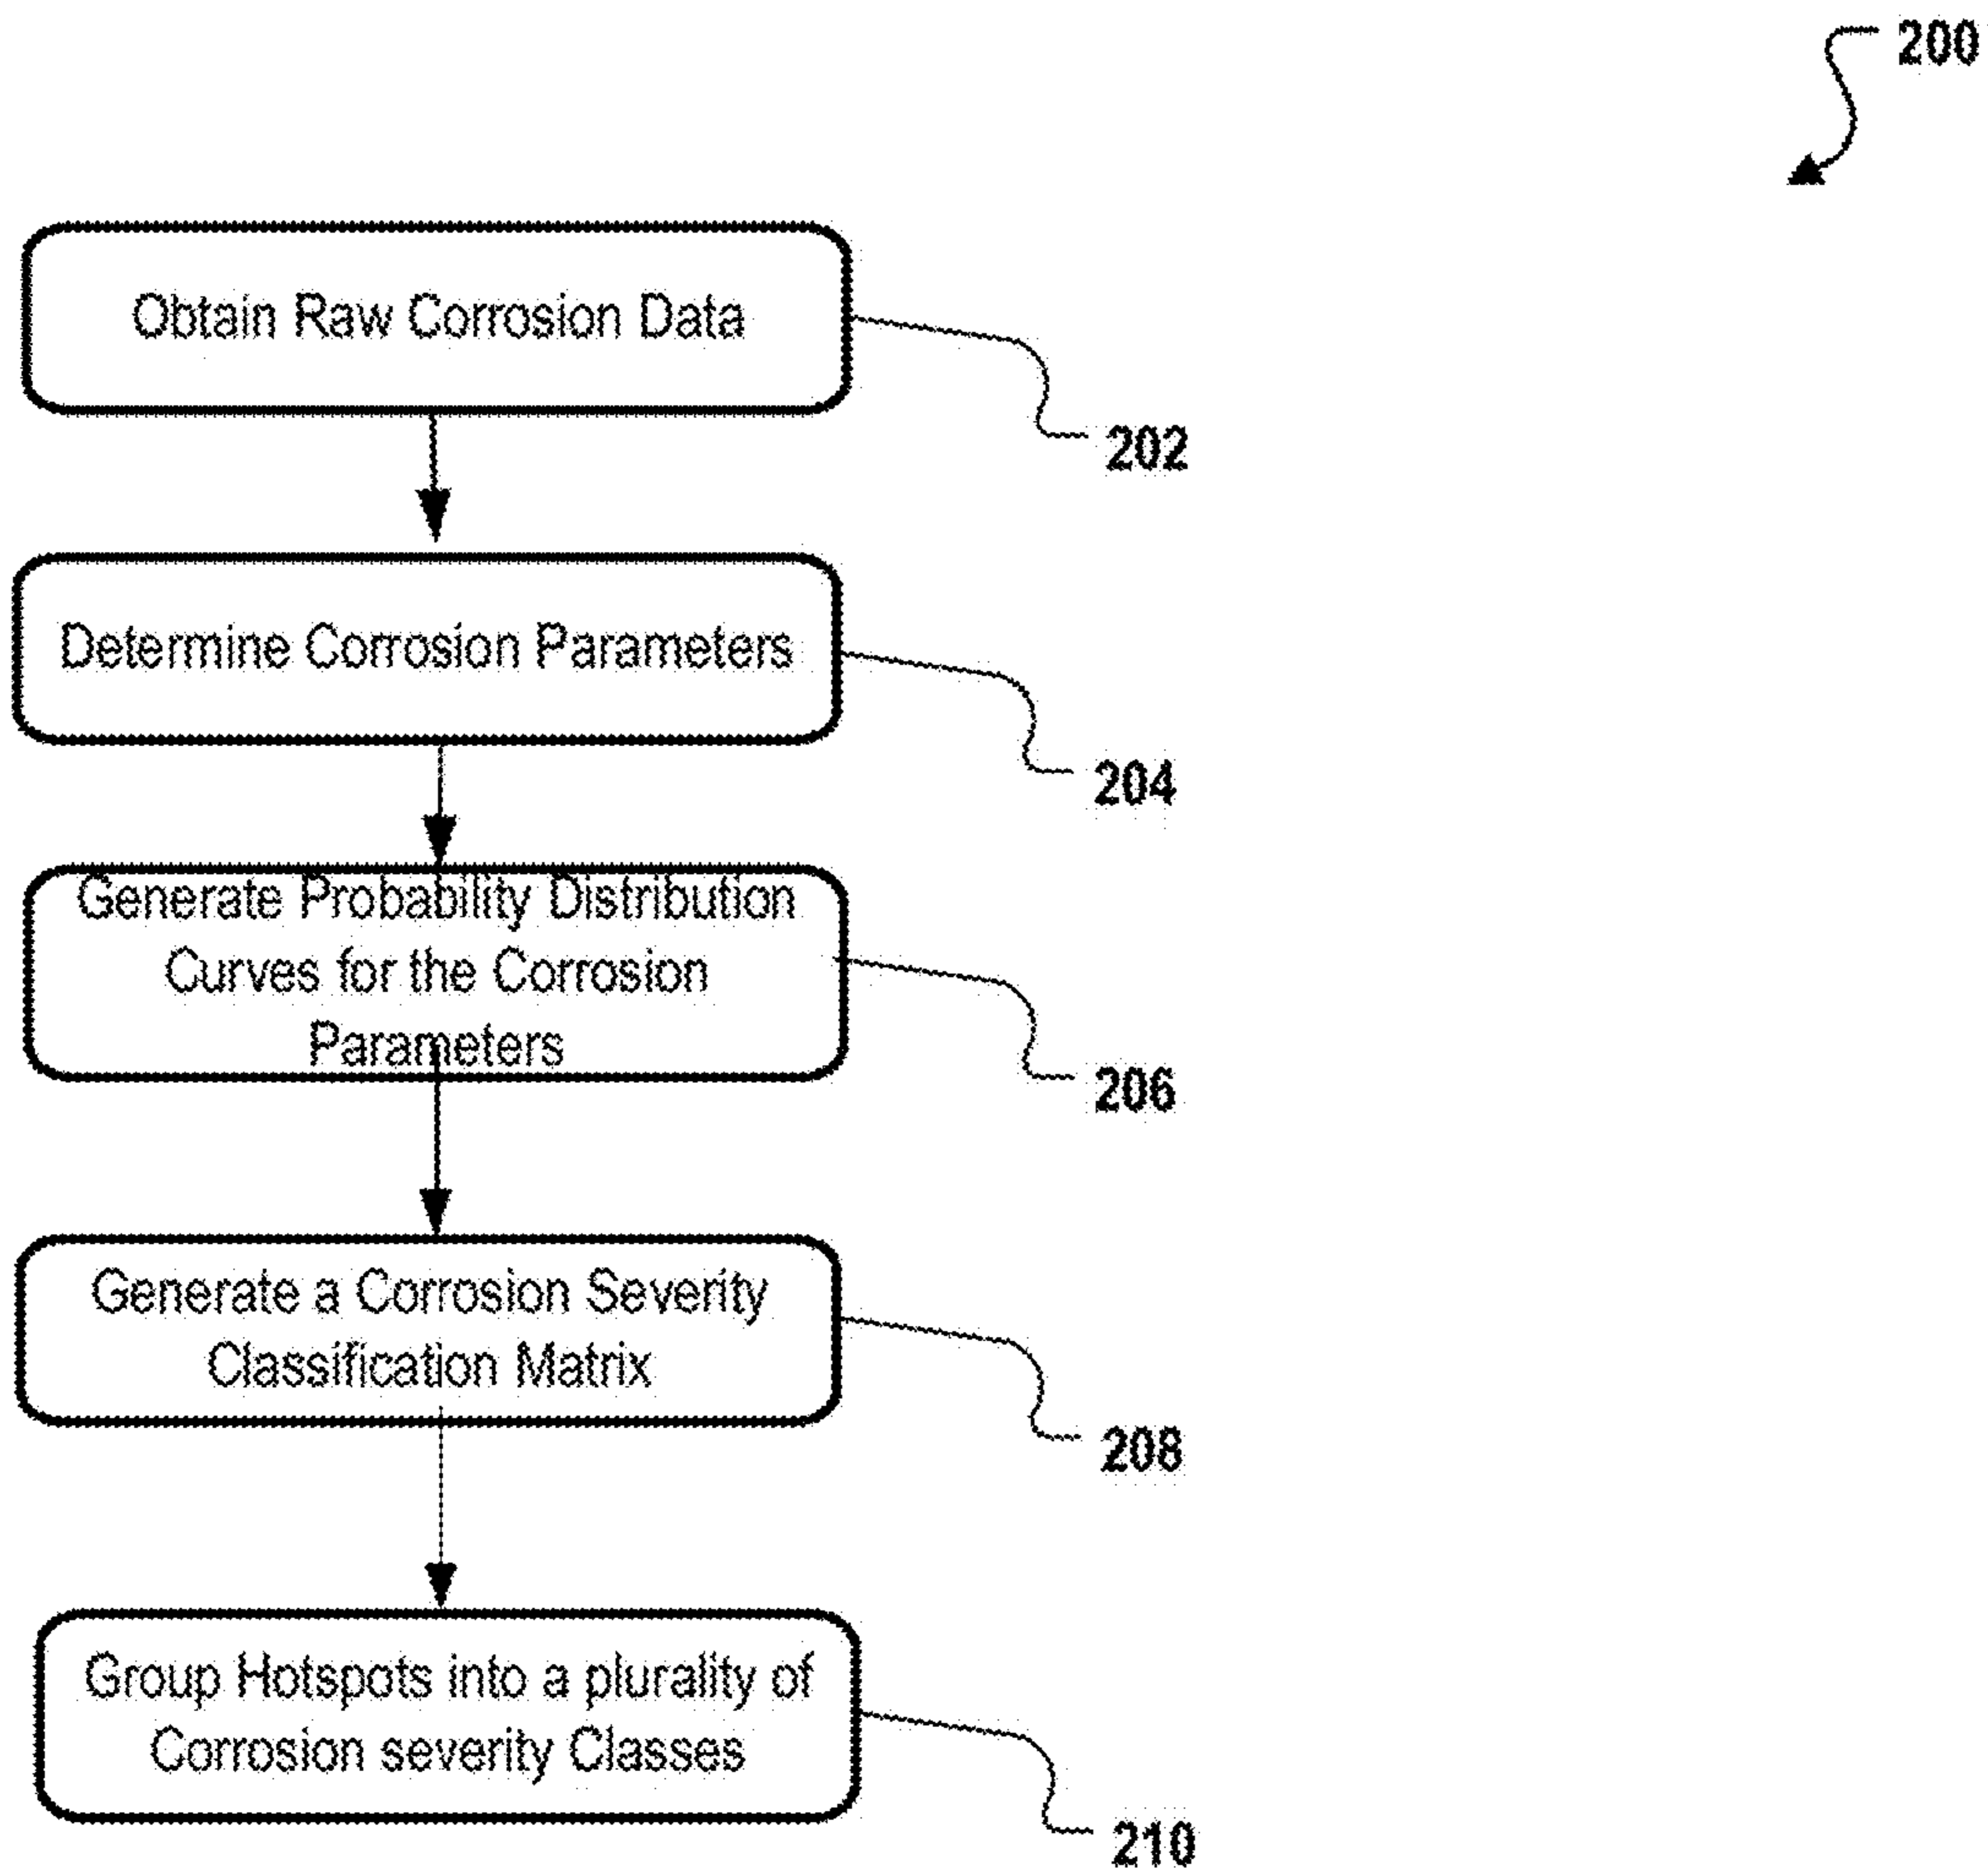 200
Obtain Raw Corrosion Data
202
Determine Corrosion Parameters
204
Generate Probability Distribution
Curves for the Corrosion
Parameters
206
Generate a Corrosion Severity
Classification Matrix
208
Group Hotspots into a plurality of
Corrosion severity Classes
210